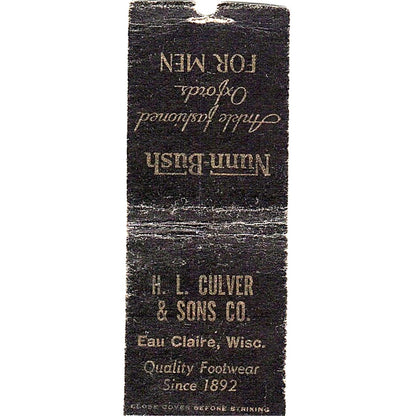 Nunn-Bush
Ankle fashioned
Oxfords
FOR MEN
H. L. CULVER
& SONS CO.
Eau Claire, Wisc.
Quality Footwear
Since 1892
CLOSE COVER BEFORE STRIKING